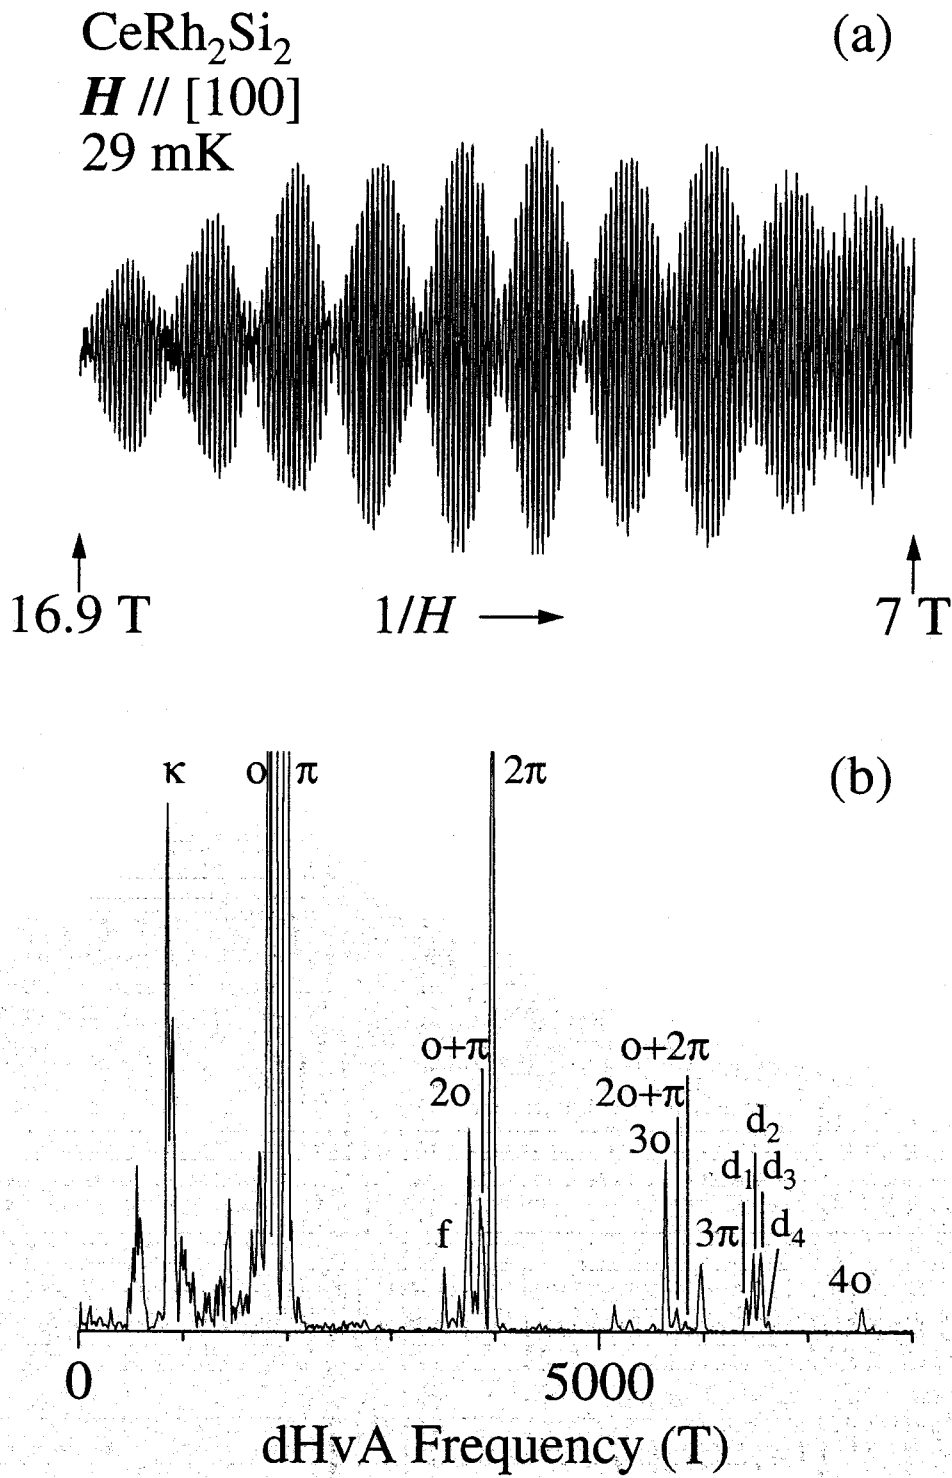 CeRh₂Si₂ (a)
H // [100]
29 mK
16.9 T 1/H 7 T
κ o π 2π (b)
o+π o+2π
2o 2o+π
3o d₂
d₁ d₃
f 3π d₄
4o
0 5000
dHvA Frequency (T)